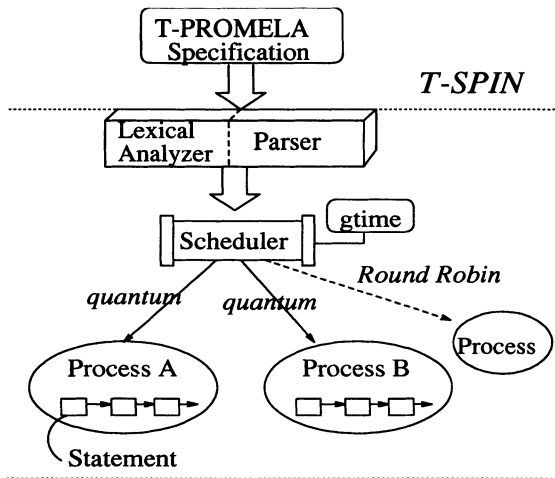 T-PROMELA
Specification
T-SPIN
Lexical
Analyzer
Parser
gtime
Scheduler
Round Robin
quantum
quantum
Process
Process A
Process B
Statement